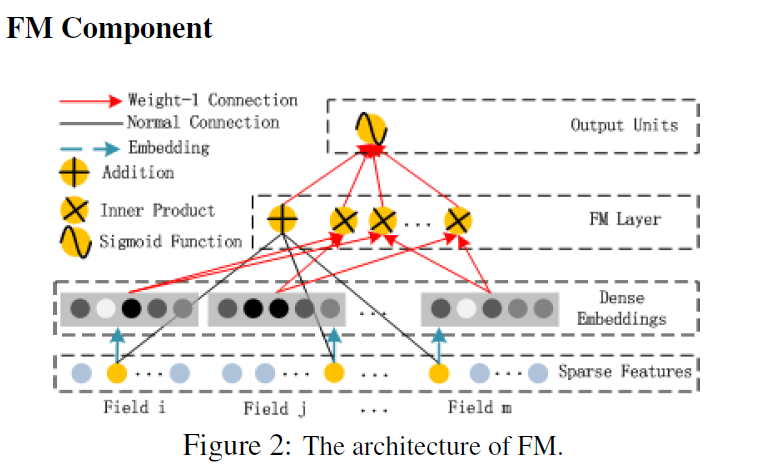 FM Component
Weight-1 Connection
Normal Connection
Embedding
Addition
Inner Product
Sigmoid Function
Output Units
FM Layer
...
Dense
Embeddings
...
... ... ... ... Sparse Features
Field i Field j ... Field m
Figure 2: The architecture of FM.